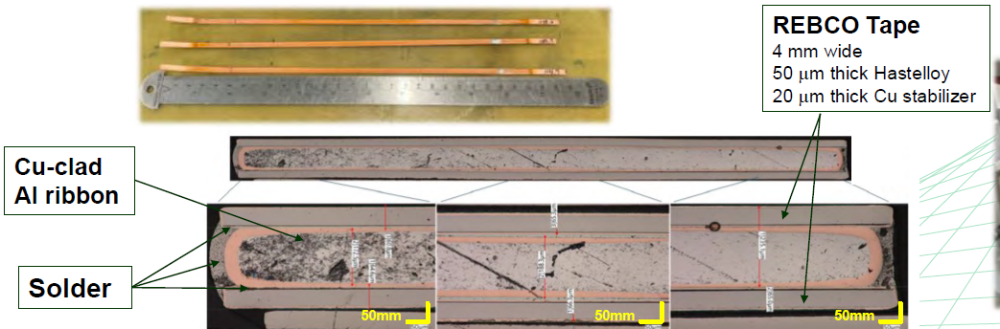 REBCO Tape
4 mm wide
50 μm thick Hastelloy
20 μm thick Cu stabilizer
Cu-clad
Al ribbon
Solder
50mm
50mm
50mm